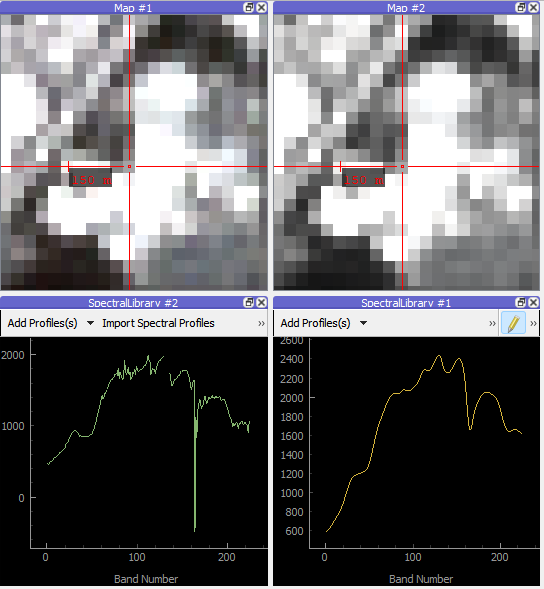 Map #1
Map #2
150 m
150 m
SpectralLibrary #2
SpectralLibrary #1
Add Profiles(s) Import Spectral Profiles »
Add Profiles(s) » »
2000
1000
0
0 100 200
Band Number
2600
2400
2200
2000
1800
1600
1400
1200
1000
800
600
0 100 200
Band Number